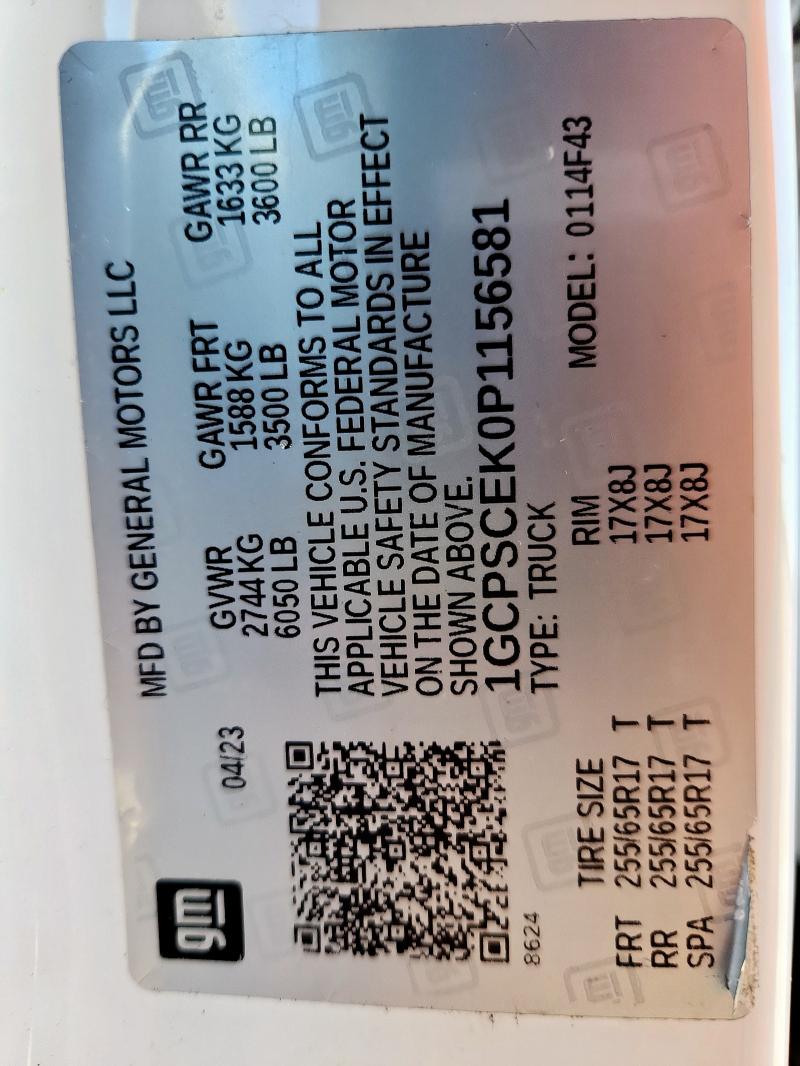 gm
MFD BY GENERAL MOTORS LLC
04/23
GVWR GAWR FRT GAWR RR
2744 KG 1588 KG 1633 KG
6050 LB 3500 LB 3600 LB
THIS VEHICLE CONFORMS TO ALL
APPLICABLE U.S. FEDERAL MOTOR
VEHICLE SAFETY STANDARDS IN EFFECT
ON THE DATE OF MANUFACTURE
SHOWN ABOVE.
1GCPSCEK0P1156581
TYPE: TRUCK
8624
MODEL: 0114F43
TIRE SIZE RIM
FRT 255/65R17 T 17X8J
RR 255/65R17 T 17X8J
SPA 255/65R17 T 17X8J